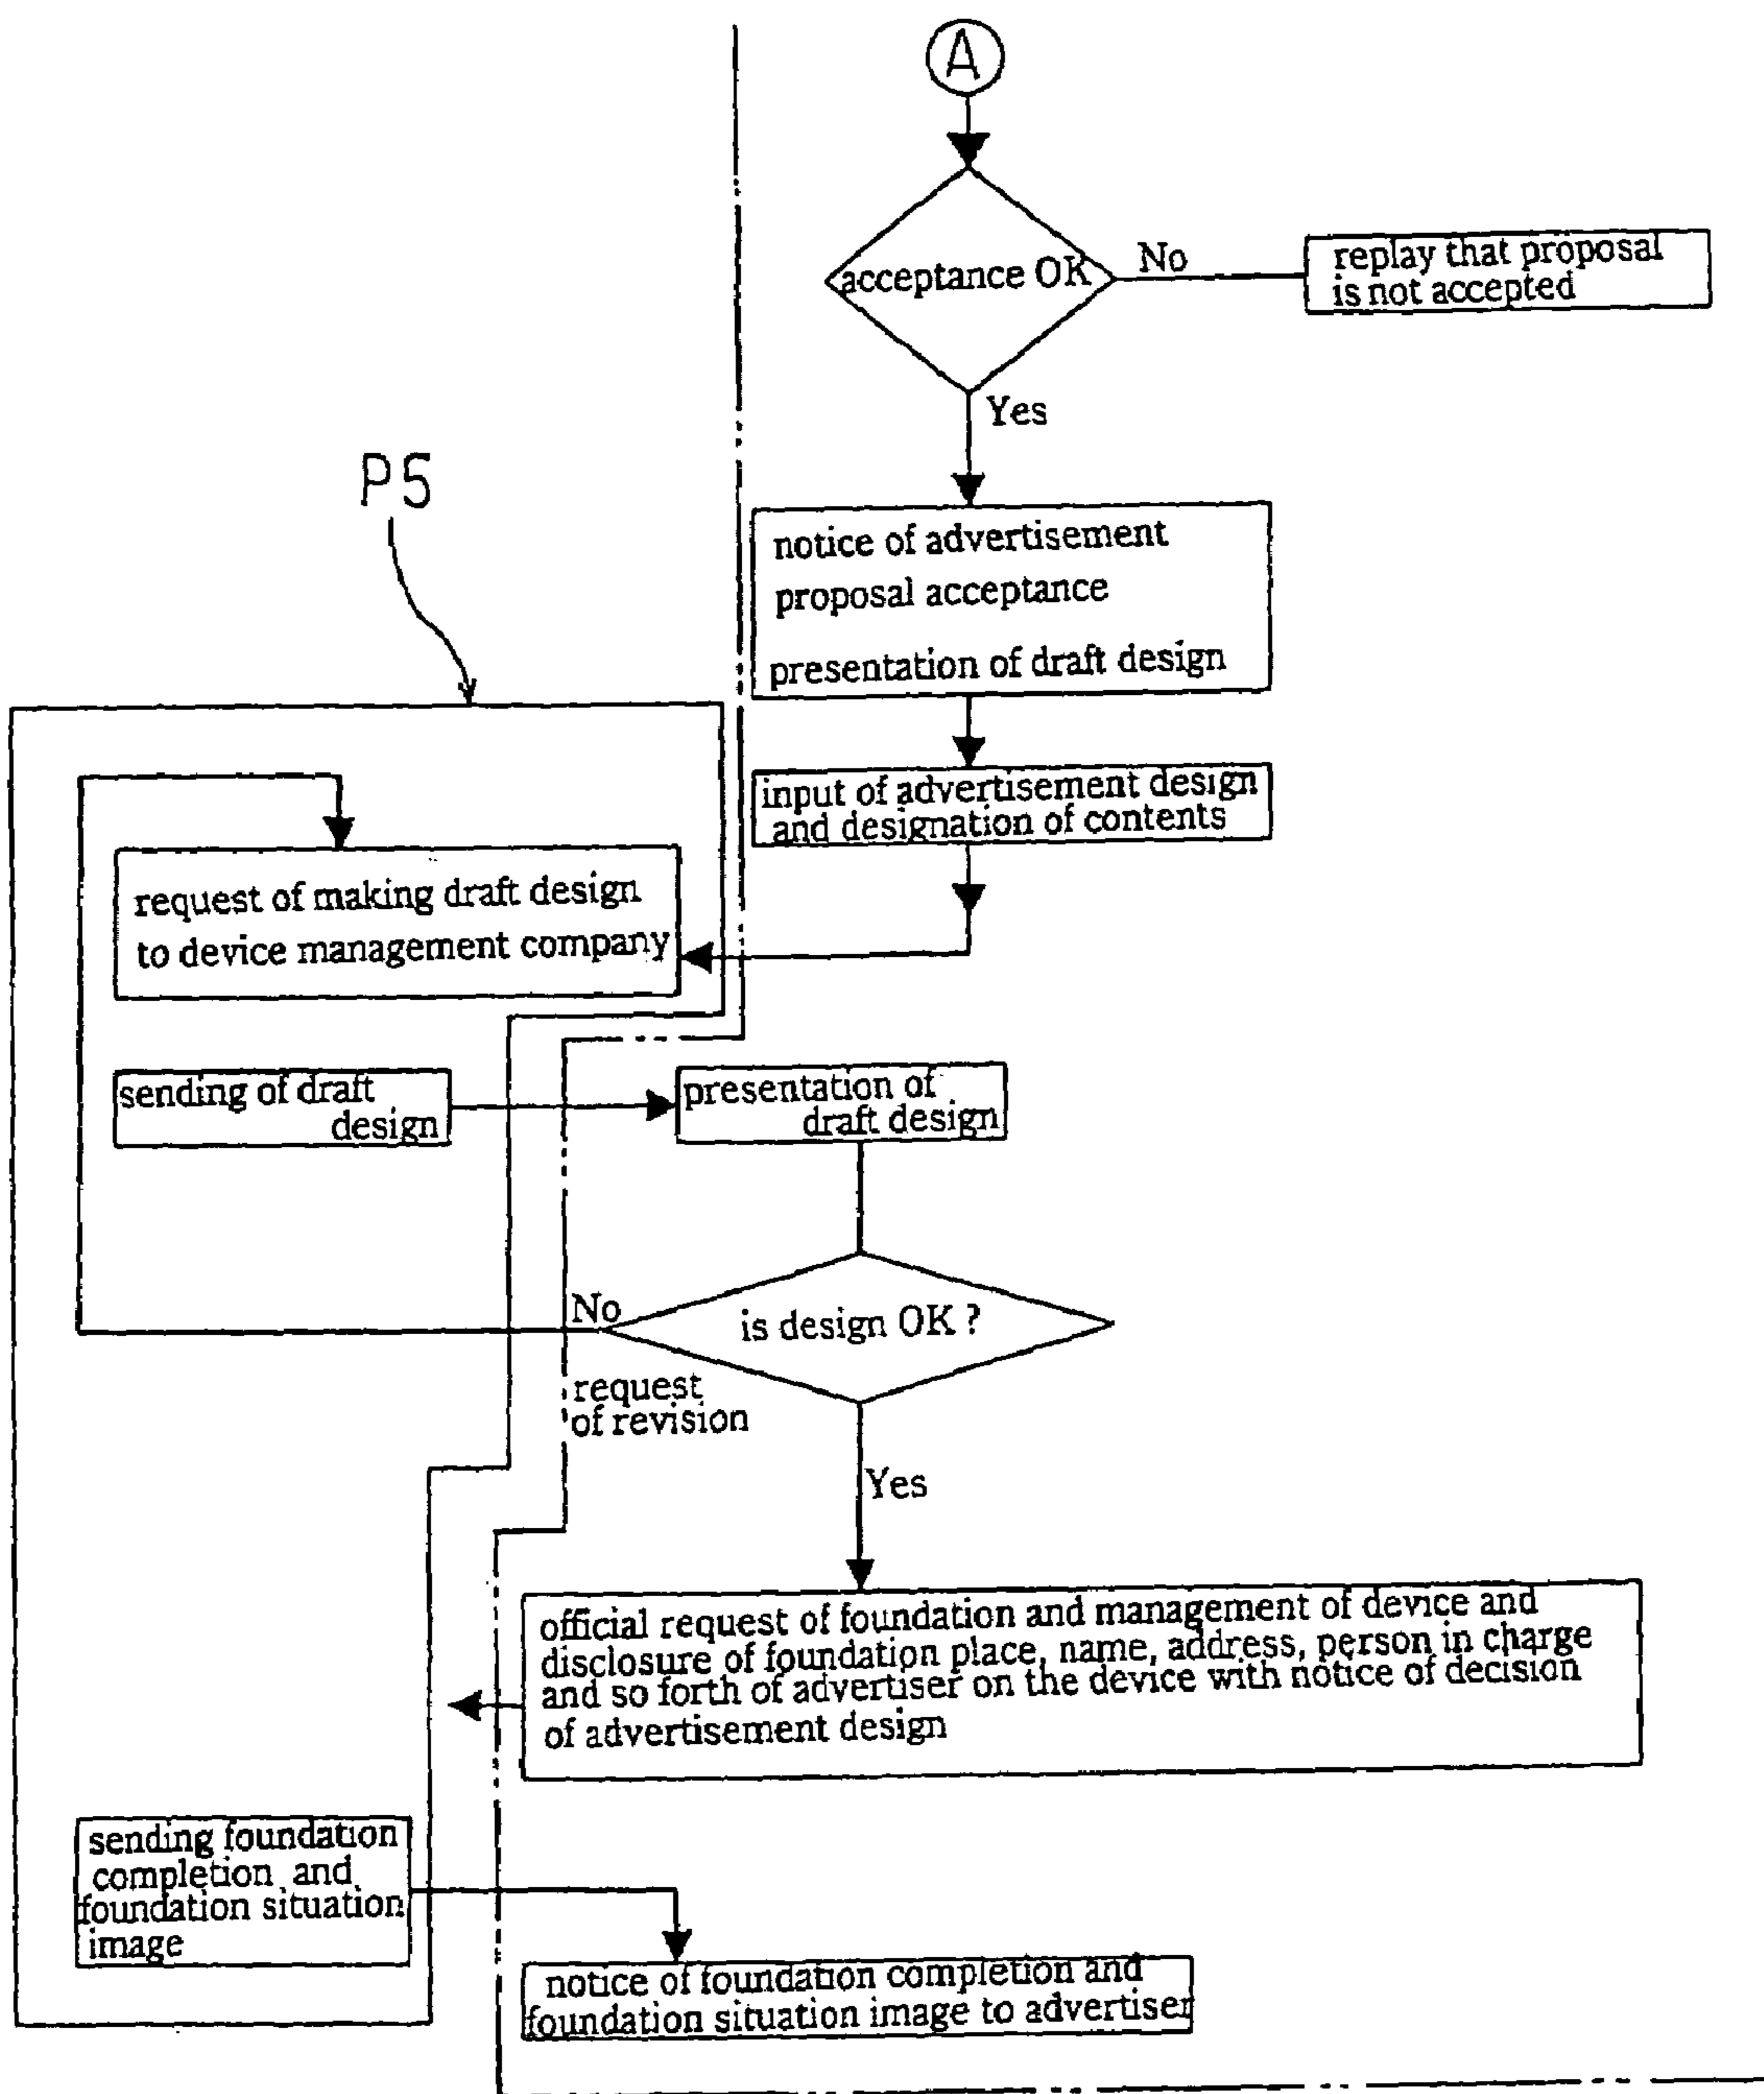 A
acceptance OK
No
replay that proposal
is not accepted
Yes
P5
notice of advertisement
proposal acceptance
presentation of draft design
input of advertisement design
and designation of contents
request of making draft design
to device management company
sending of draft
design
presentation of
draft design
No
is design OK ?
request
of revision
Yes
official request of foundation and management of device and
disclosure of foundation place, name, address, person in charge
and so forth of advertiser on the device with notice of decision
of advertisement design
sending foundation
completion and
foundation situation
image
notice of foundation completion and
foundation situation image to advertiser